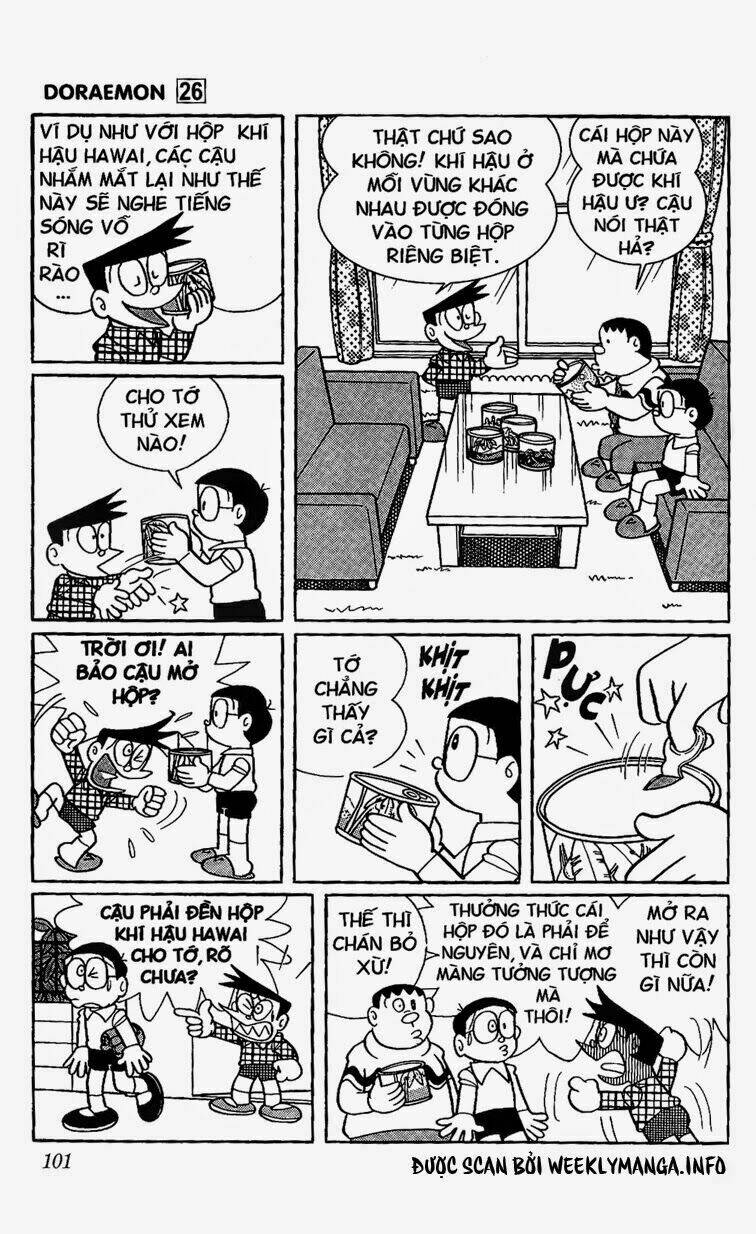 DORAEMON 26
CÁI HỘP NÀY
MÀ CHỨA
ĐƯỢC KHÍ
HẬU Ư? CẬU
NÓI THẬT
HẢ?
THẬT CHỨ SAO
KHÔNG! KHÍ HẬU Ở
MỖI VÙNG KHÁC
NHAU ĐƯỢC ĐÓNG
VÀO TỪNG HỘP
RIÊNG BIỆT.
VÍ DỤ NHƯ VỚI HỘP KHÍ
HẬU HAWAI, CÁC CẬU
NHẮM MẮT LẠI NHƯ THẾ
NÀY SẼ NGHE TIẾNG
SÓNG VỖ
RÌ
RÀO
...
CHO TỚ
THỬ XEM
NÀO!
PỰC
KHỊT
KHỊT
TỚ
CHẲNG
THẤY
GÌ CẢ?
TRỜI ƠI! AI
BẢO CẬU MỞ
HỘP?
MỞ RA
NHƯ VẬY
THÌ CÒN
GÌ NỮA!
THƯỞNG THỨC CÁI
HỘP ĐÓ LÀ PHẢI ĐỂ
NGUYÊN, VÀ CHỈ MƠ
MÀNG TƯỞNG TƯỢNG
MÀ
THÔI!
THẾ THÌ
CHÁN BỎ
XỪ!
CẬU PHẢI ĐỀN HỘP
KHÍ HẬU HAWAI
CHO TỚ, RÕ
CHƯA?
101
ĐƯỢC SCAN BỞI WEEKLYMANGA.INFO